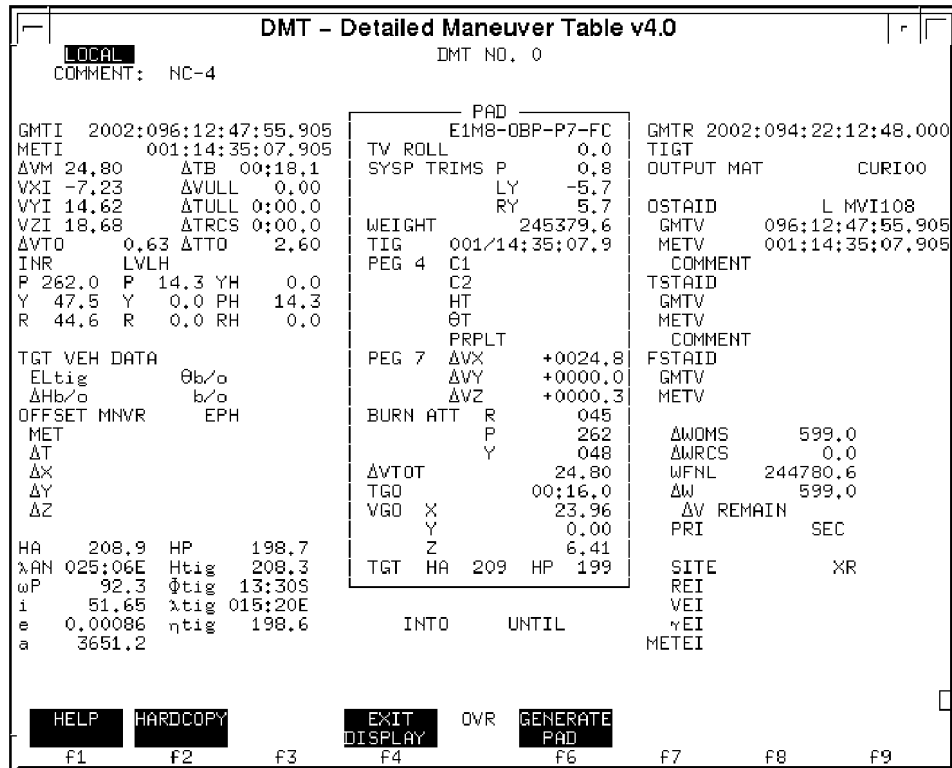 DMT – Detailed Maneuver Table v4.0
LOCAL DMT NO. 0
COMMENT: NC-4
PAD
GMTI 2002:096:12:47:55.905 E1M8-OBP-P7-FC GMTR 2002:094:22:12:48.000
METI 001:14:35:07.905 TV ROLL 0.0 TIGT
ΔVM 24.80 ΔTB 00:18.1 SYSP TRIMS P 0.8 OUTPUT MAT CURI00
VXI -7.23 ΔVULL 0.00 LY -5.7
VYI 14.62 ΔTULL 0:00.0 RY 5.7 OSTAID L MVI108
VZI 18.68 ΔTRCS 0:00.0 WEIGHT 245379.6 GMTV 096:12:47:55.905
ΔVTO 0.63 ΔTTO 2.60 TIG 001/14:35:07.9 METV 001:14:35:07.905
INR LVLH PEG 4 C1 COMMENT
P 262.0 P 14.3 YH 0.0 C2 TSTAID
Y 47.5 Y 0.0 PH 14.3 HT GMTV
R 44.6 R 0.0 RH 0.0 θT METV
PRPLT COMMENT
TGT VEH DATA PEG 7 ΔVX +0024.8 FSTAID
ELtig θb/o ΔVY +0000.0 GMTV
ΔHb/o b/o ΔVZ +0000.3 METV
OFFSET MNVR EPH BURN ATT R 045
MET P 262 ΔWOMS 599.0
ΔT Y 048 ΔWRCS 0.0
ΔX ΔVTOT 24.80 WFNL 244780.6
ΔY TGO 00:16.0 ΔW 599.0
ΔZ VGO X 23.96 ΔV REMAIN
Y 0.00 PRI SEC
HA 208.9 HP 198.7 Z 6.41
λAN 025:06E Htig 208.3 TGT HA 209 HP 199 SITE XR
ωP 92.3 Φtig 13:30S REI
i 51.65 λtig 015:20E VEI
e 0.00086 ηtig 198.6 INTO UNTIL γEI
a 3651.2 METEI
HELP HARDCOPY EXIT DISPLAY OVR GENERATE PAD
f1 f2 f3 f4 f6 f7 f8 f9